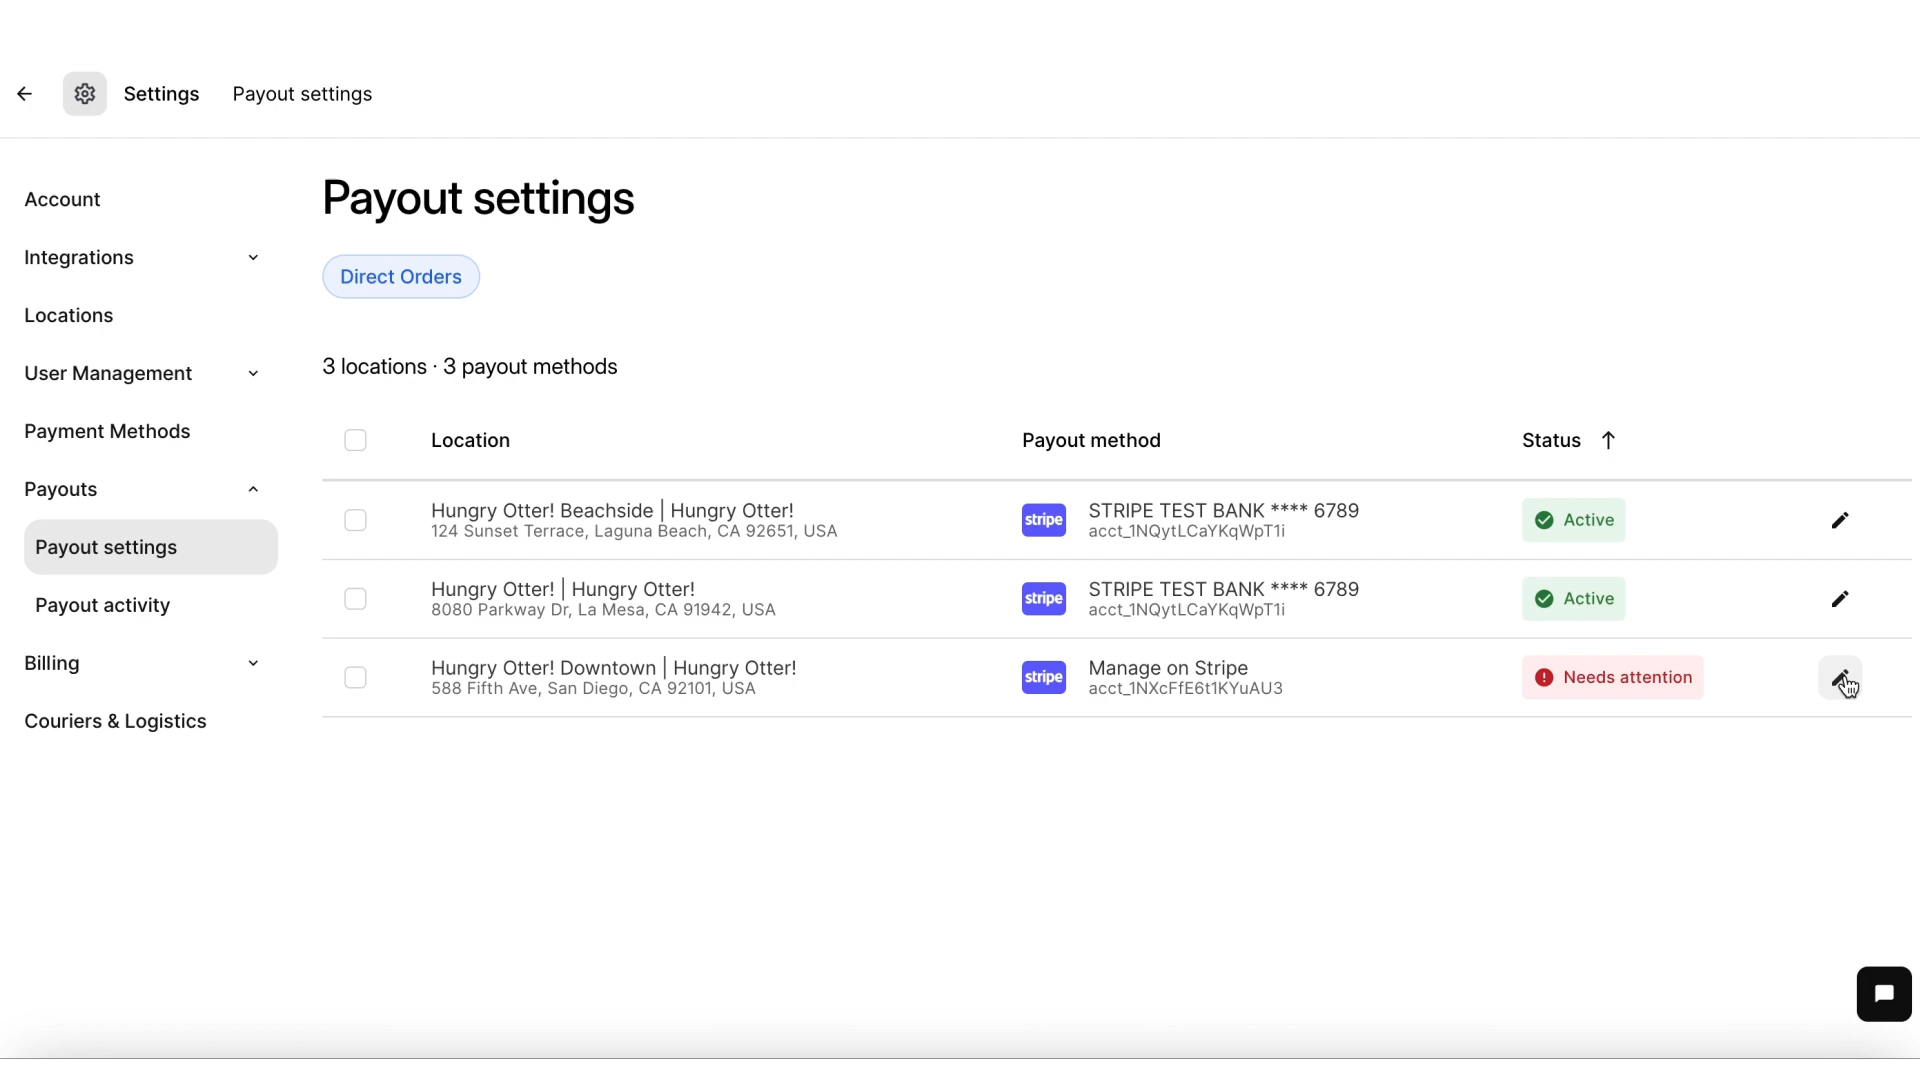 Settings
Payout settings
Account
Integrations
Locations
User Management
Payment Methods
Payouts
Payout settings
Payout activity
Billing
Couriers & Logistics
Payout settings
Direct Orders
3 locations · 3 payout methods
Location Payout method Status
Hungry Otter! Beachside | Hungry Otter!
124 Sunset Terrace, Laguna Beach, CA 92651, USA
stripe
STRIPE TEST BANK **** 6789
acct_1NQytLCaYKqWpT1i
Active
Hungry Otter! | Hungry Otter!
8080 Parkway Dr, La Mesa, CA 91942, USA
stripe
STRIPE TEST BANK **** 6789
acct_1NQytLCaYKqWpT1i
Active
Hungry Otter! Downtown | Hungry Otter!
588 Fifth Ave, San Diego, CA 92101, USA
stripe
Manage on Stripe
acct_1NXcFfE6t1KYuAU3
Needs attention